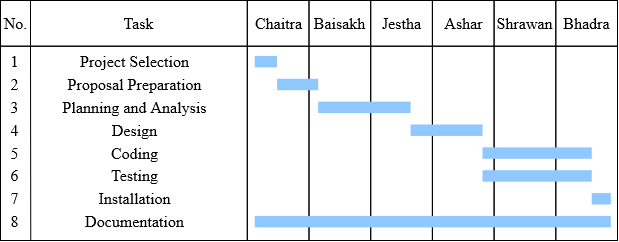 No. Task Chaitra Baisakh Jestha Ashar Shrawan Bhadra
1 Project Selection
2 Proposal Preparation
3 Planning and Analysis
4 Design
5 Coding
6 Testing
7 Installation
8 Documentation